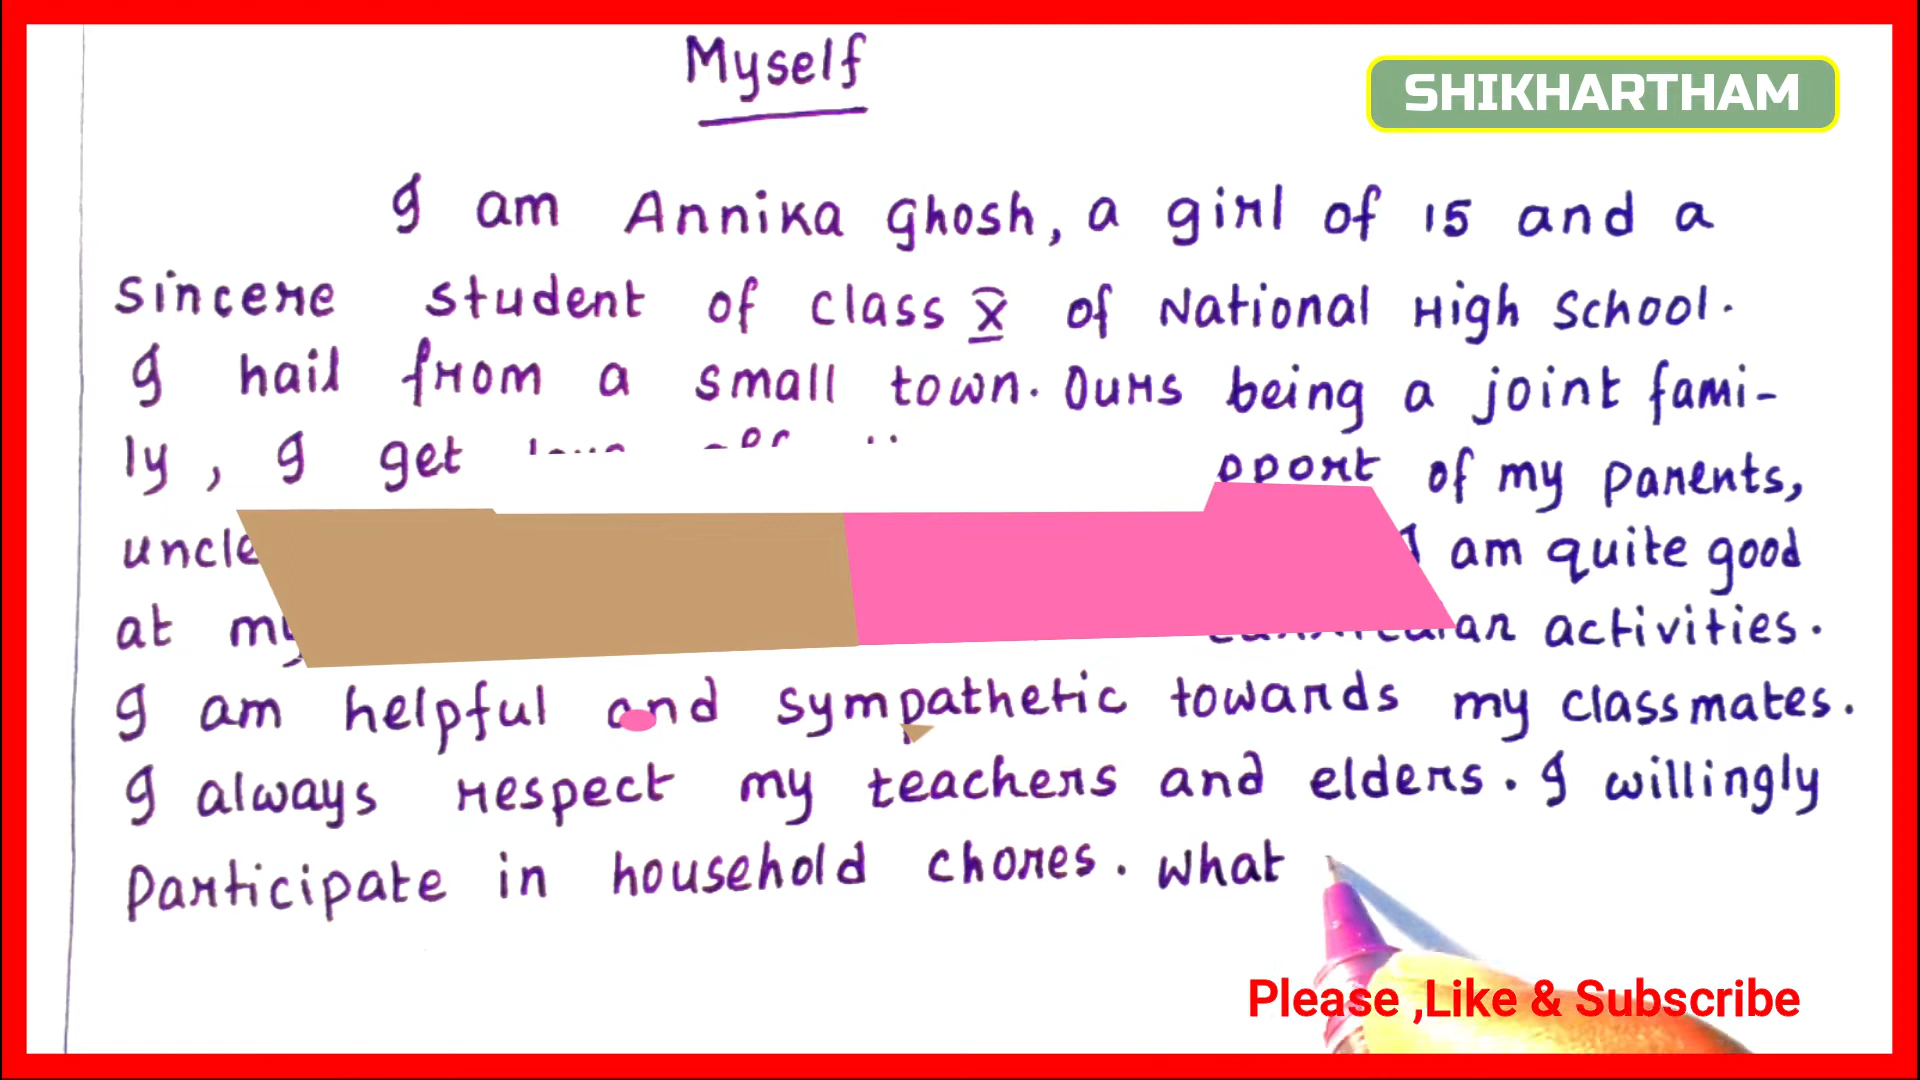 Myself
SHIKHARTHAM
I am Annika Ghosh, a girl of 15 and a
sincere student of class X of National High School.
I hail from a small town. Ours being a joint fami-
ly, I get of my parents,
uncle I am quite good
at my activities.
I am helpful and sympathetic towards my classmates.
I always respect my teachers and elders. I willingly
Participate in household chores. What
Please ,Like & Subscribe